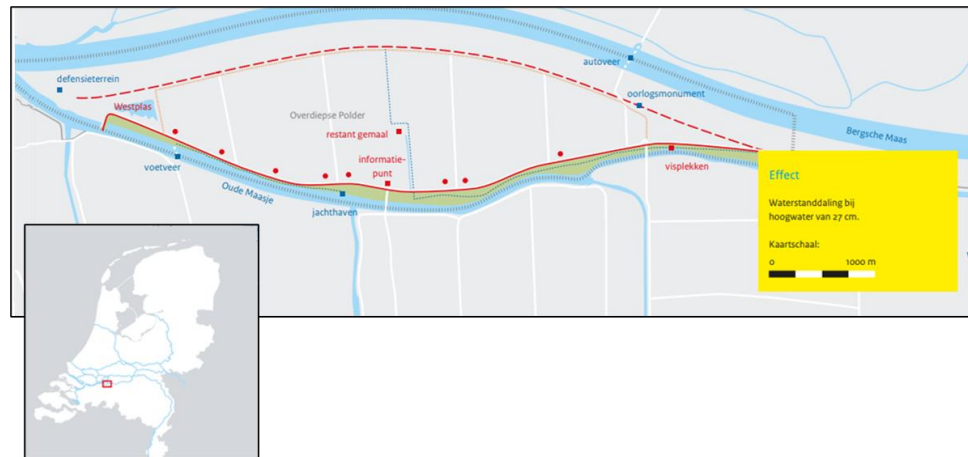 defensieterrein
autoveer
oorlogsmonument
Westplas
Overdiepse Polder
restant gemaal
Bergsche Maas
voetveer
informatie-
punt
visplekken
Oude Maasje
jachthaven
Effect
Waterstanddaling bij
hoogwater van 27 cm.
Kaartschaal:
0 1000 m